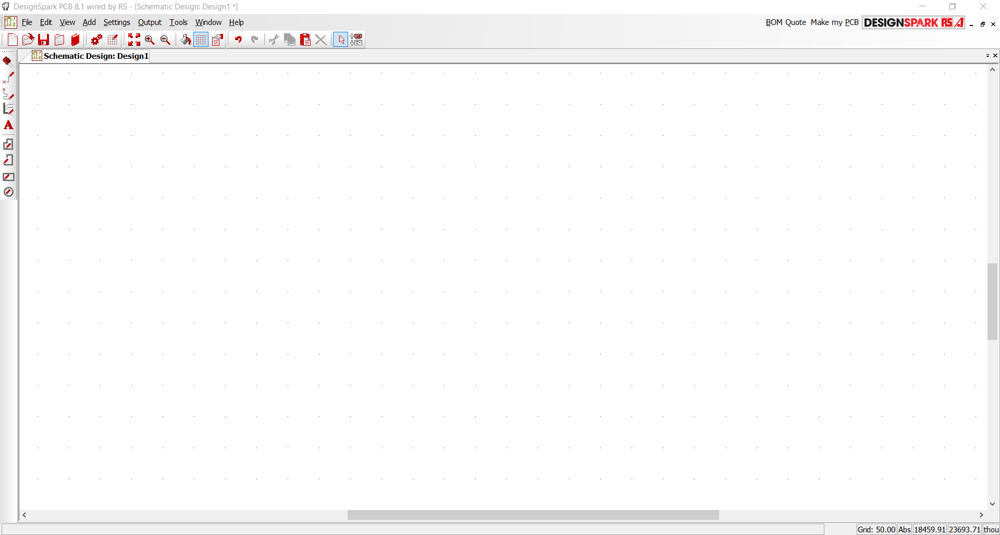 DesignSpark PCB 8.1 wired by RS - [Schematic Design: Design1 *]
File Edit View Add Settings Output Tools Window Help BOM Quote Make my PCB DESIGNSPARK RS
Schematic Design: Design1
A
Grid: 50.00 Abs 18459.91 23693.71 thou